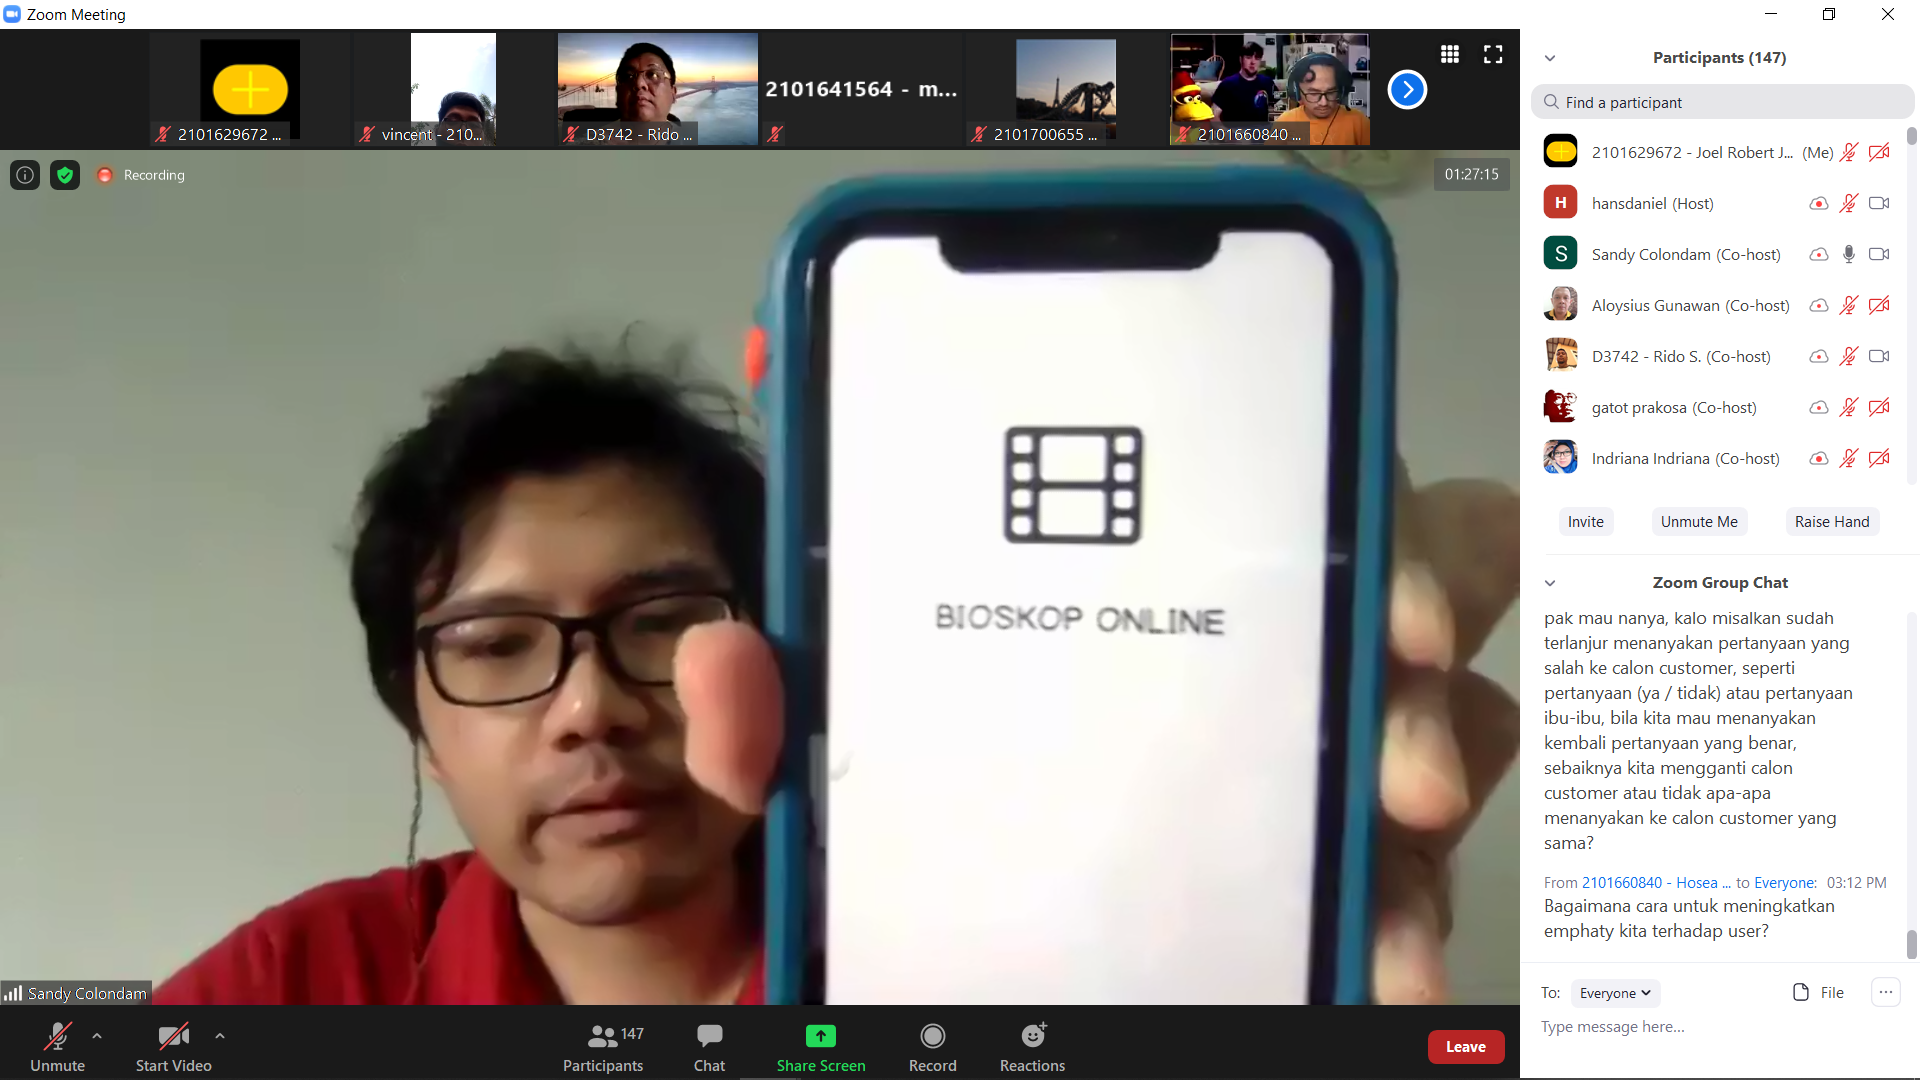 Zoom Meeting
2101629672 ...
vincent - 210...
D3742 - Rido ...
2101641564 - m...
2101700655 ...
2101660840 ...
Recording
01:27:15
BIOSKOP ONLINE
Sandy Colondam
Unmute
Start Video
147
Participants
Chat
Share Screen
Record
Reactions
Leave
Participants (147)
Find a participant
2101629672 - Joel Robert J... (Me)
H hansdaniel (Host)
S Sandy Colondam (Co-host)
Aloysius Gunawan (Co-host)
D3742 - Rido S. (Co-host)
gatot prakosa (Co-host)
Indriana Indriana (Co-host)
Invite Unmute Me Raise Hand
Zoom Group Chat
pak mau nanya, kalo misalkan sudah
terlanjur menanyakan pertanyaan yang
salah ke calon customer, seperti
pertanyaan (ya / tidak) atau pertanyaan
ibu-ibu, bila kita mau menanyakan
kembali pertanyaan yang benar,
sebaiknya kita mengganti calon
customer atau tidak apa-apa
menanyakan ke calon customer yang
sama?
From 2101660840 - Hosea ... to Everyone: 03:12 PM
Bagaimana cara untuk meningkatkan
emphaty kita terhadap user?
To: Everyone File
Type message here...